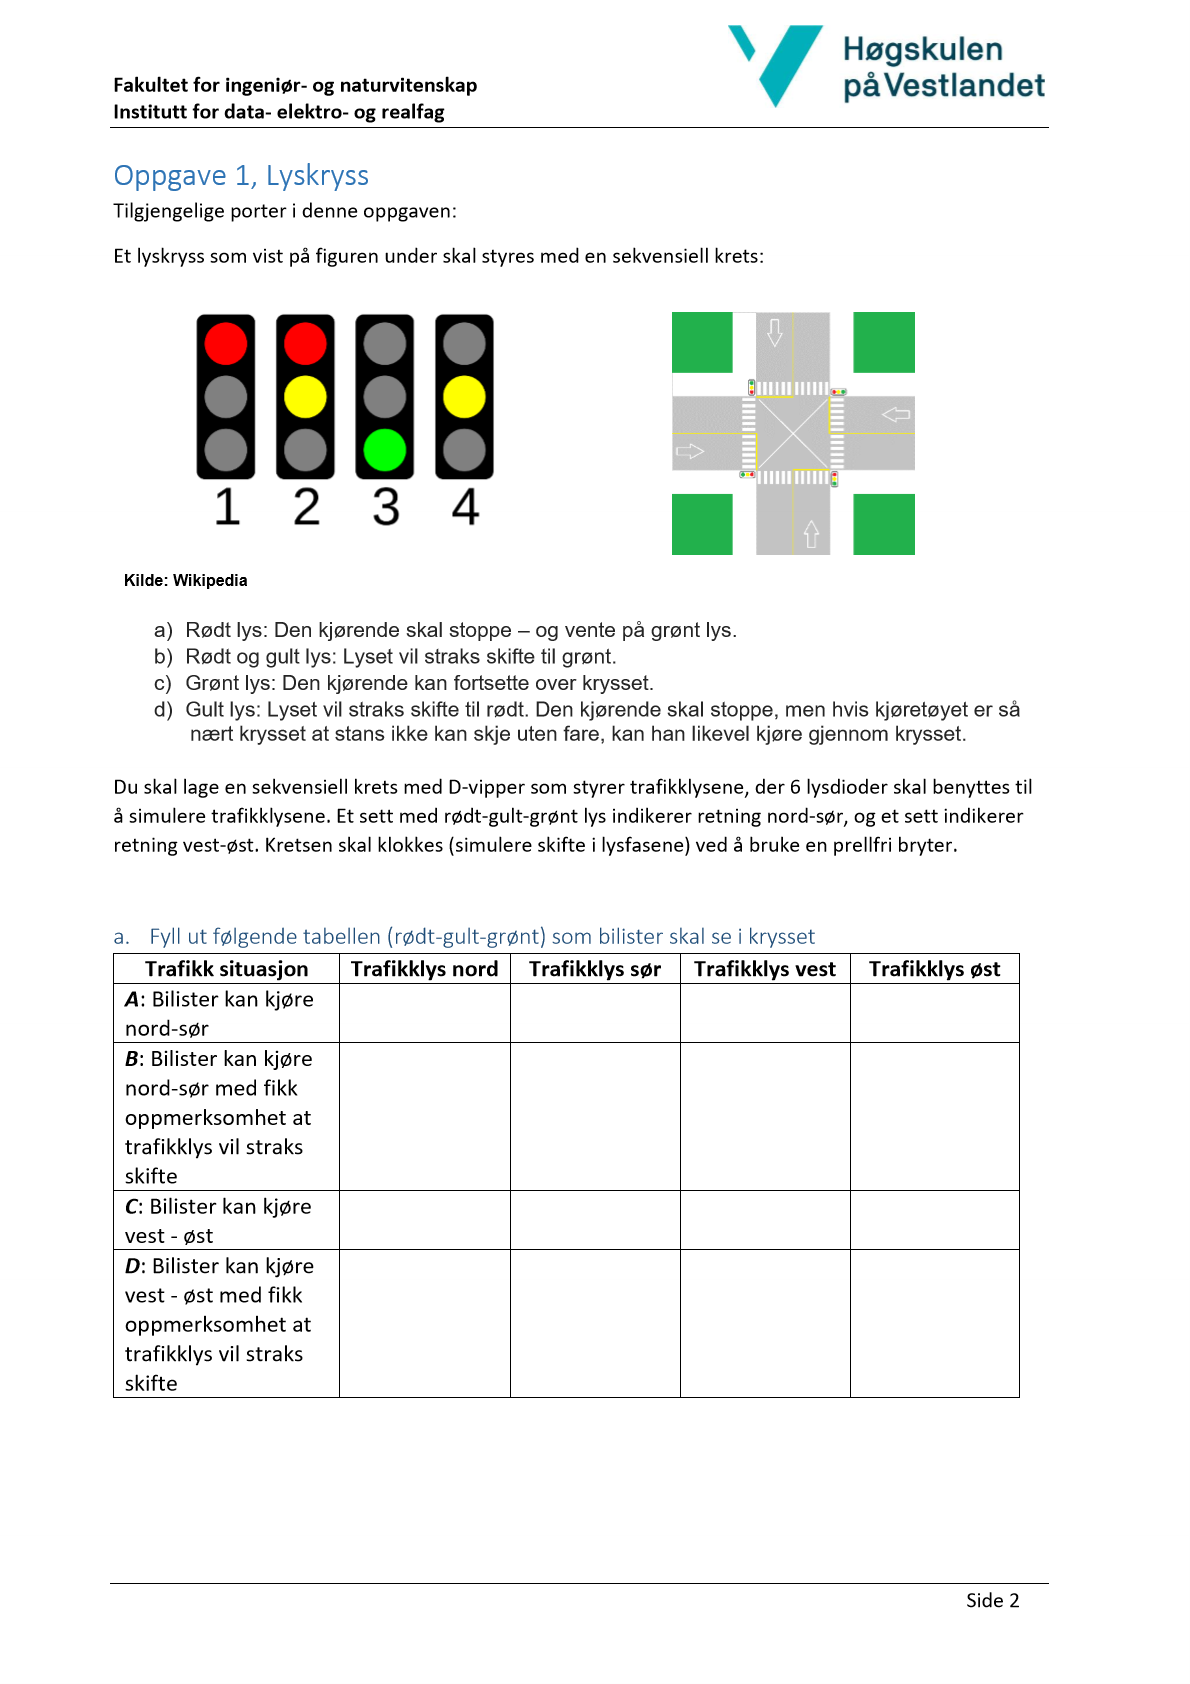 Fakultet for ingeniør- og naturvitenskap
Institutt for data- elektro- og realfag
Høgskulen
på Vestlandet
Oppgave 1, Lyskryss
Tilgjengelige porter i denne oppgaven:
Et lyskryss som vist på figuren under skal styres med en sekvensiell krets:
1 2 3 4
Kilde: Wikipedia
a) Rødt lys: Den kjørende skal stoppe – og vente på grønt lys.
b) Rødt og gult lys: Lyset vil straks skifte til grønt.
c) Grønt lys: Den kjørende kan fortsette over krysset.
d) Gult lys: Lyset vil straks skifte til rødt. Den kjørende skal stoppe, men hvis kjøretøyet er så
nært krysset at stans ikke kan skje uten fare, kan han likevel kjøre gjennom krysset.
Du skal lage en sekvensiell krets med D-vipper som styrer trafikklysene, der 6 lysdioder skal benyttes til
å simulere trafikklysene. Et sett med rødt-gult-grønt lys indikerer retning nord-sør, og et sett indikerer
retning vest-øst. Kretsen skal klokkes (simulere skifte i lysfasene) ved å bruke en prellfri bryter.
a. Fyll ut følgende tabellen (rødt-gult-grønt) som bilister skal se i krysset
Trafikk situasjon Trafikklys nord Trafikklys sør Trafikklys vest Trafikklys øst
A: Bilister kan kjøre
nord-sør
B: Bilister kan kjøre
nord-sør med fikk
oppmerksomhet at
trafikklys vil straks
skifte
C: Bilister kan kjøre
vest - øst
D: Bilister kan kjøre
vest - øst med fikk
oppmerksomhet at
trafikklys vil straks
skifte
Side 2